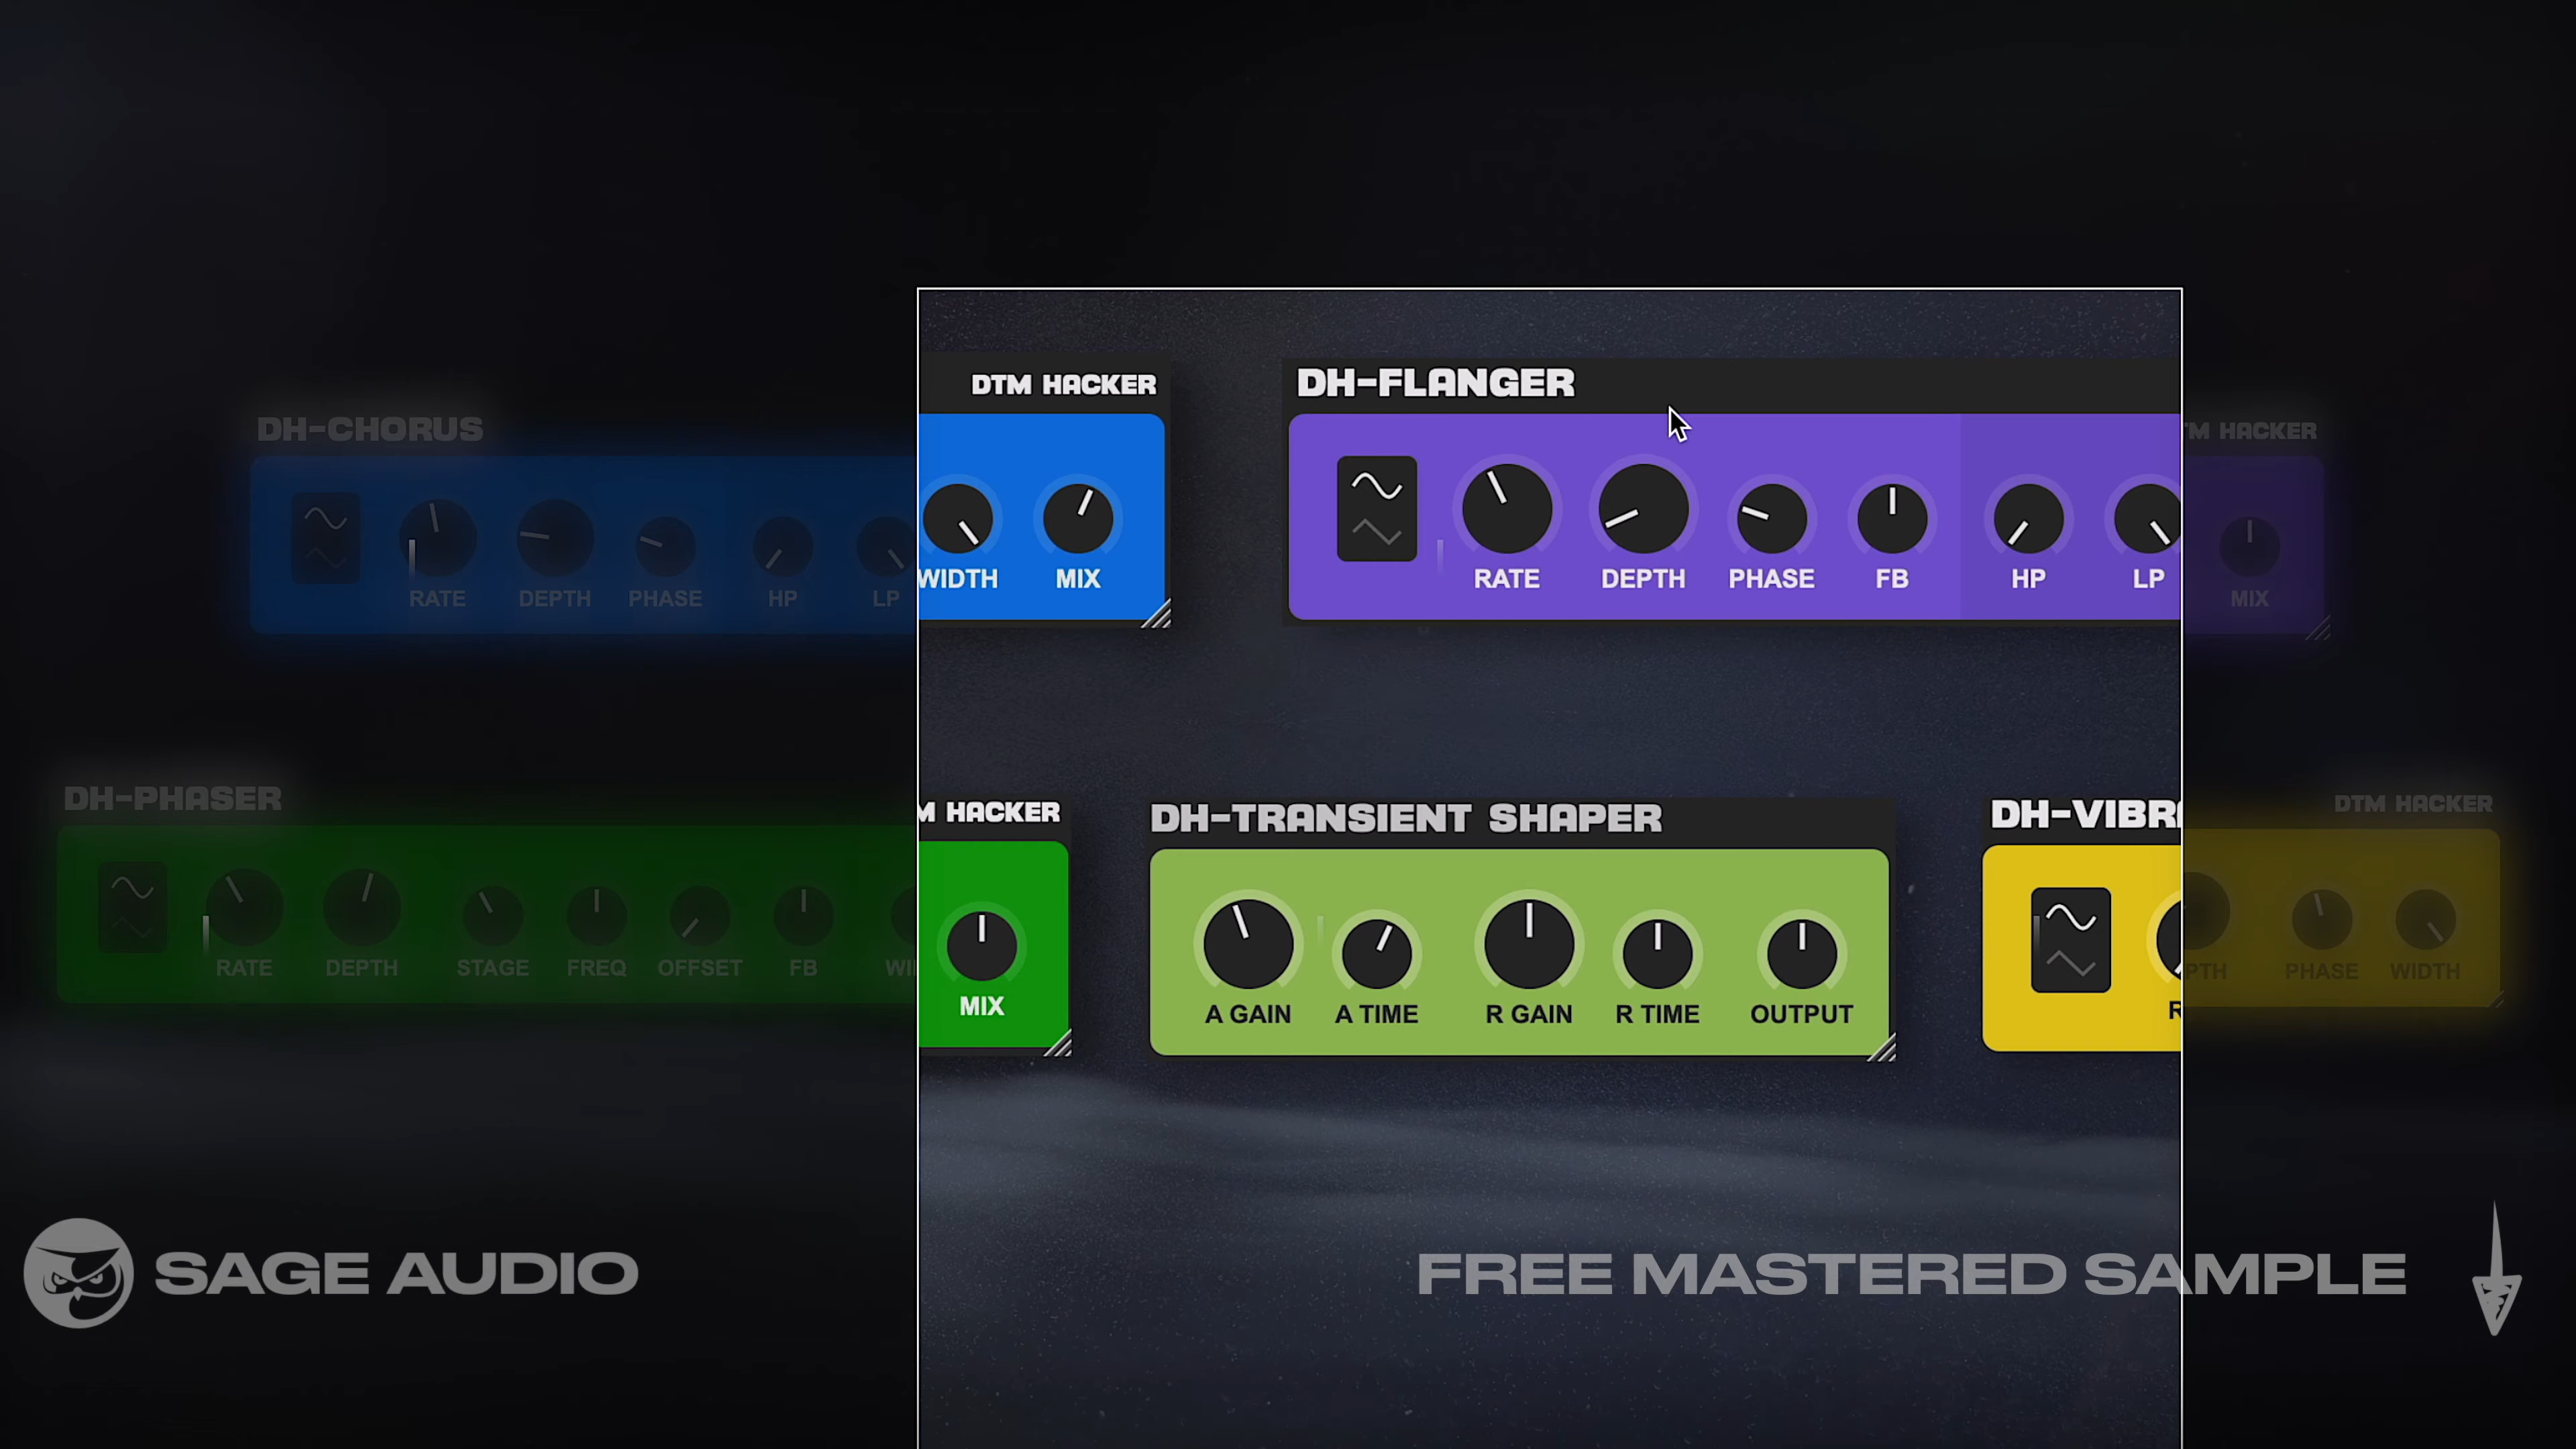 DH-CHORUS
RATE DEPTH PHASE HP LP WIDTH MIX
DTM HACKER
DH-FLANGER
RATE DEPTH PHASE FB HP LP MIX
TM HACKER
DH-PHASER
RATE DEPTH STAGE FREQ OFFSET FB WI MIX
M HACKER
DH-TRANSIENT SHAPER
A GAIN A TIME R GAIN R TIME OUTPUT
DH-VIBR
DTM HACKER
R PTH PHASE WIDTH
SAGE AUDIO
FREE MASTERED SAMPLE